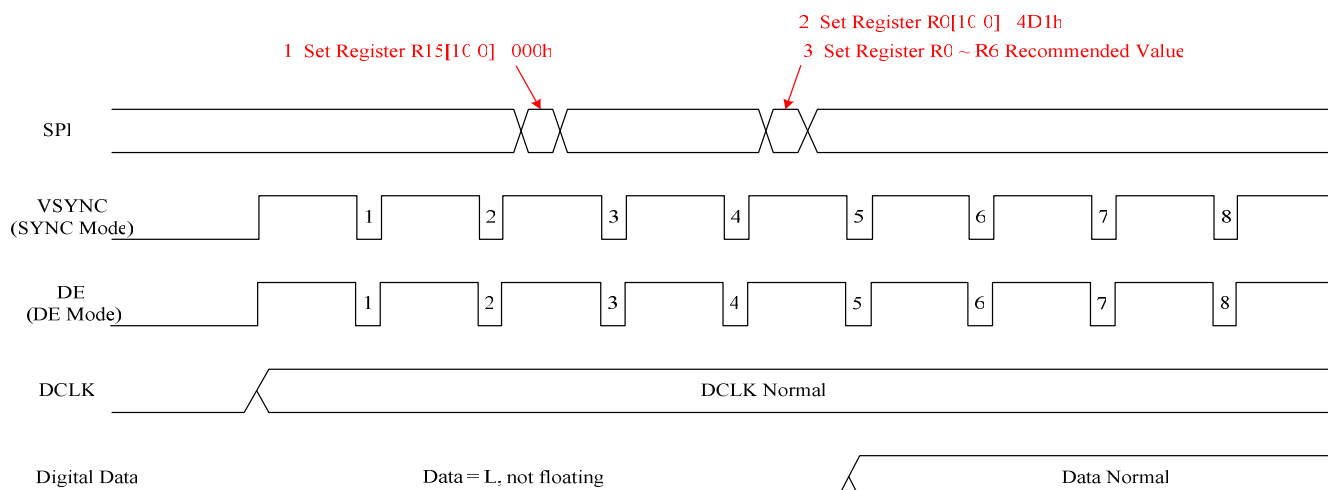 2 Set Register R0[10 0] 4D1h
1 Set Register R15[10 0] 000h
3 Set Register R0 ~ R6 Recommended Value
SPI
VSYNC
(SYNC Mode)
1 2 3 4 5 6 7 8
DE
(DE Mode)
1 2 3 4 5 6 7 8
DCLK
DCLK Normal
Digital Data
Data = L, not floating
Data Normal